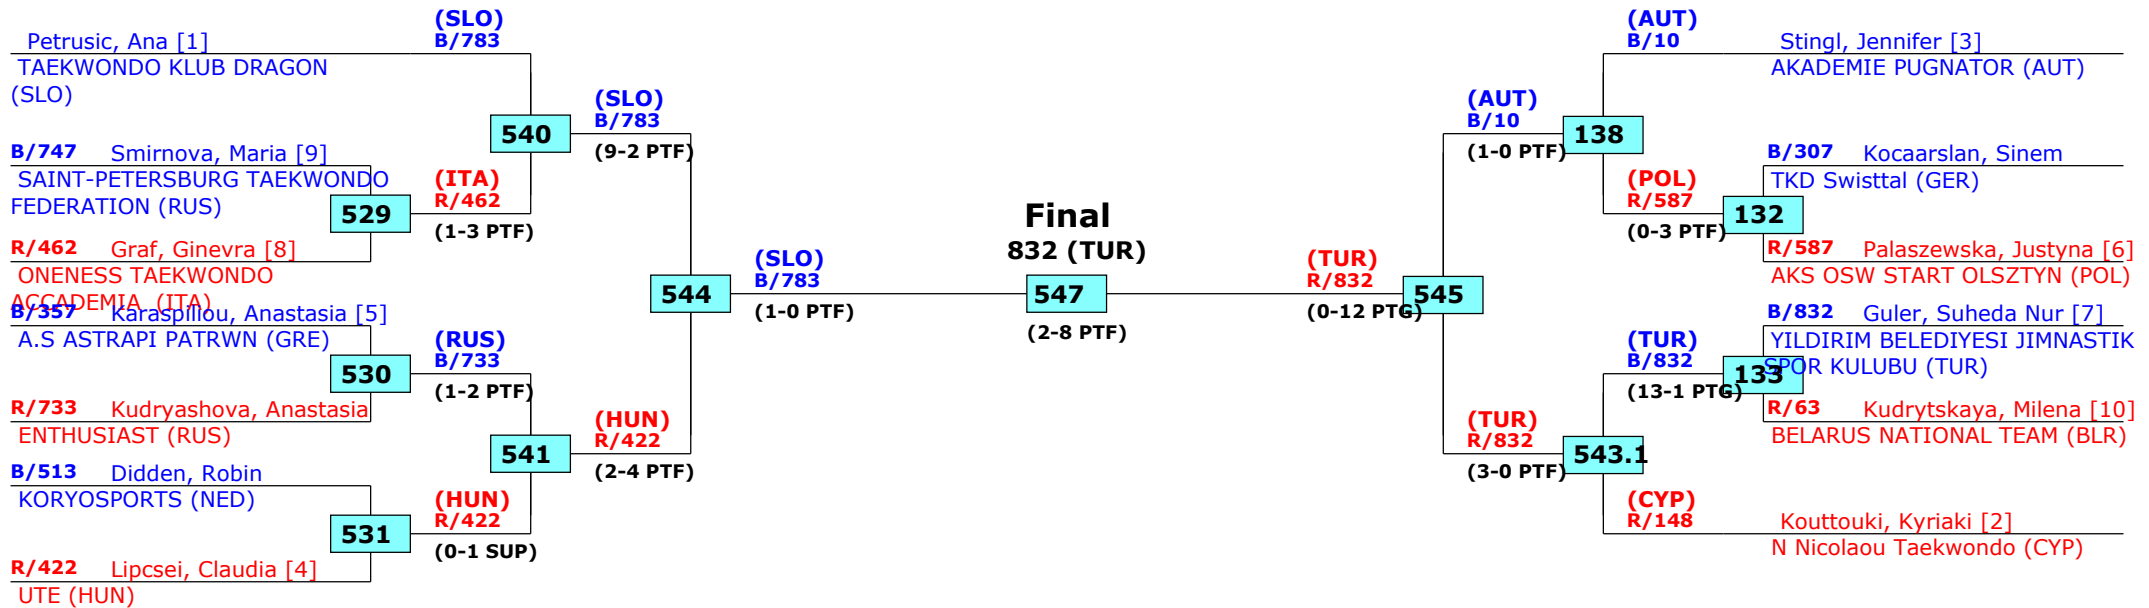 (SLO)
B/783
Petrusic, Ana [1]
TAEKWONDO KLUB DRAGON
(SLO)
B/747 Smirnova, Maria [9]
SAINT-PETERSBURG TAEKWONDO
FEDERATION (RUS)
529
R/462 Graf, Ginevra [8]
ONENESS TAEKWONDO
ACCADEMIA (ITA)
B/357 Karaspiliou, Anastasia [5]
A.S ASTRAPI PATRWN (GRE)
530
R/733 Kudryashova, Anastasia
ENTHUSIAST (RUS)
B/513 Didden, Robin
KORYOSPORTS (NED)
531
R/422 Lipcsei, Claudia [4]
UTE (HUN)
540
(ITA)
R/462
(1-3 PTF)
(RUS)
B/733
(1-2 PTF)
541
(HUN)
R/422
(0-1 SUP)
(SLO)
B/783
(9-2 PTF)
544
(HUN)
R/422
(2-4 PTF)
(SLO)
B/783
(1-0 PTF)
Final
832 (TUR)
547
(2-8 PTF)
(TUR)
R/832
(0-12 PTG)
545
(AUT)
B/10
(1-0 PTF)
138
(TUR)
R/832
(3-0 PTF)
543.1
(AUT)
B/10
Stingl, Jennifer [3]
AKADEMIE PUGNATOR (AUT)
(POL)
R/587
(0-3 PTF)
132
B/307 Kocaarslan, Sinem
TKD Swisttal (GER)
R/587 Palaszewska, Justyna [6]
AKS OSW START OLSZTYN (POL)
(TUR)
B/832
(13-1 PTG)
133
B/832 Guler, Suheda Nur [7]
YILDIRIM BELEDIYESI JIMNASTIK
SPOR KULUBU (TUR)
R/63 Kudrytskaya, Milena [10]
BELARUS NATIONAL TEAM (BLR)
(CYP)
R/148
Kouttouki, Kyriaki [2]
N Nicolaou Taekwondo (CYP)